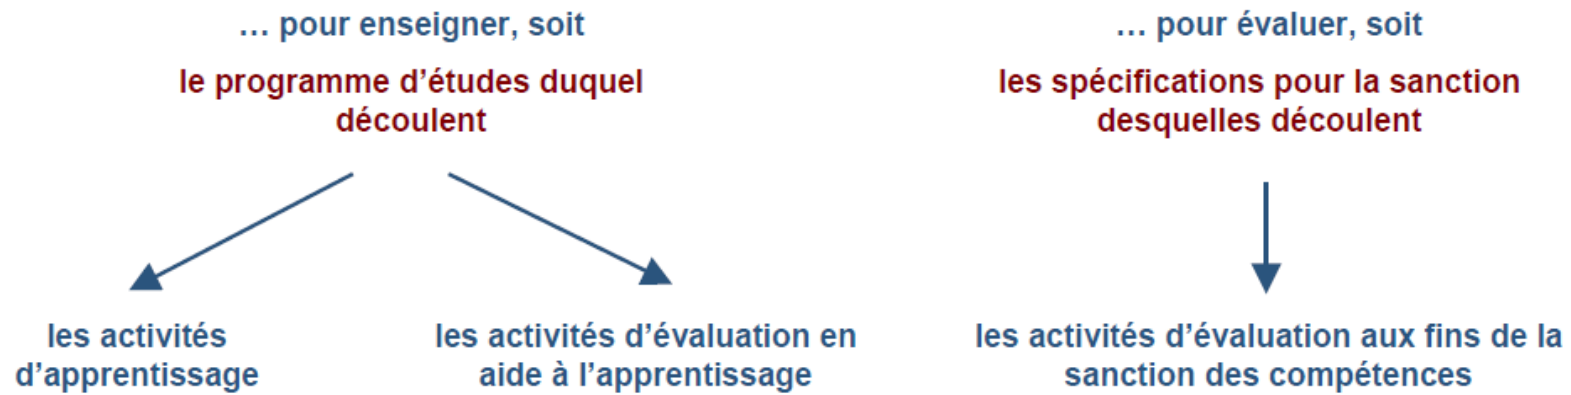 … pour enseigner, soit
le programme d’études duquel
découlent
les activités
d’apprentissage
les activités d’évaluation en
aide à l’apprentissage
… pour évaluer, soit
les spécifications pour la sanction
desquelles découlent
les activités d’évaluation aux fins de la
sanction des compétences